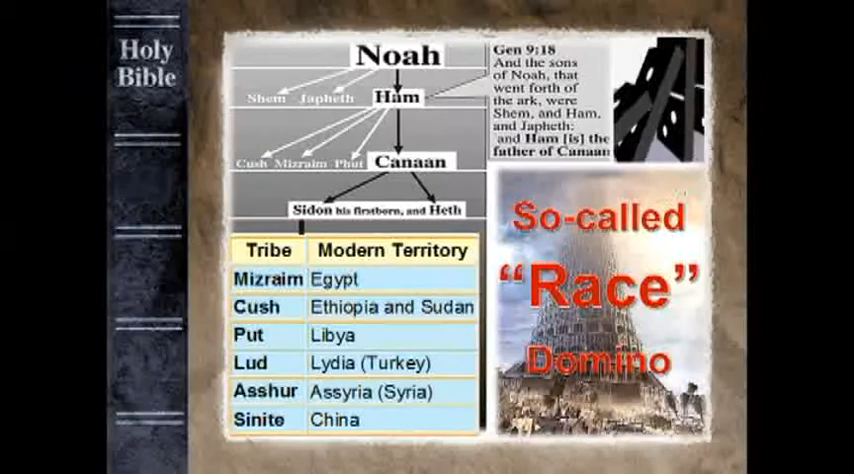 Holy
Bible
Noah
Shem Japheth Ham
Cush Mizraim Phut Canaan
Sidon his firstborn, and Heth
Gen 9:18
And the sons
of Noah, that
went forth of
the ark, were
Shem, and Ham,
and Japheth:
and Ham [is] the
father of Canaan
Tribe Modern Territory
Mizraim Egypt
Cush Ethiopia and Sudan
Put Libya
Lud Lydia (Turkey)
Asshur Assyria (Syria)
Sinite China
So-called
“Race”
Domino